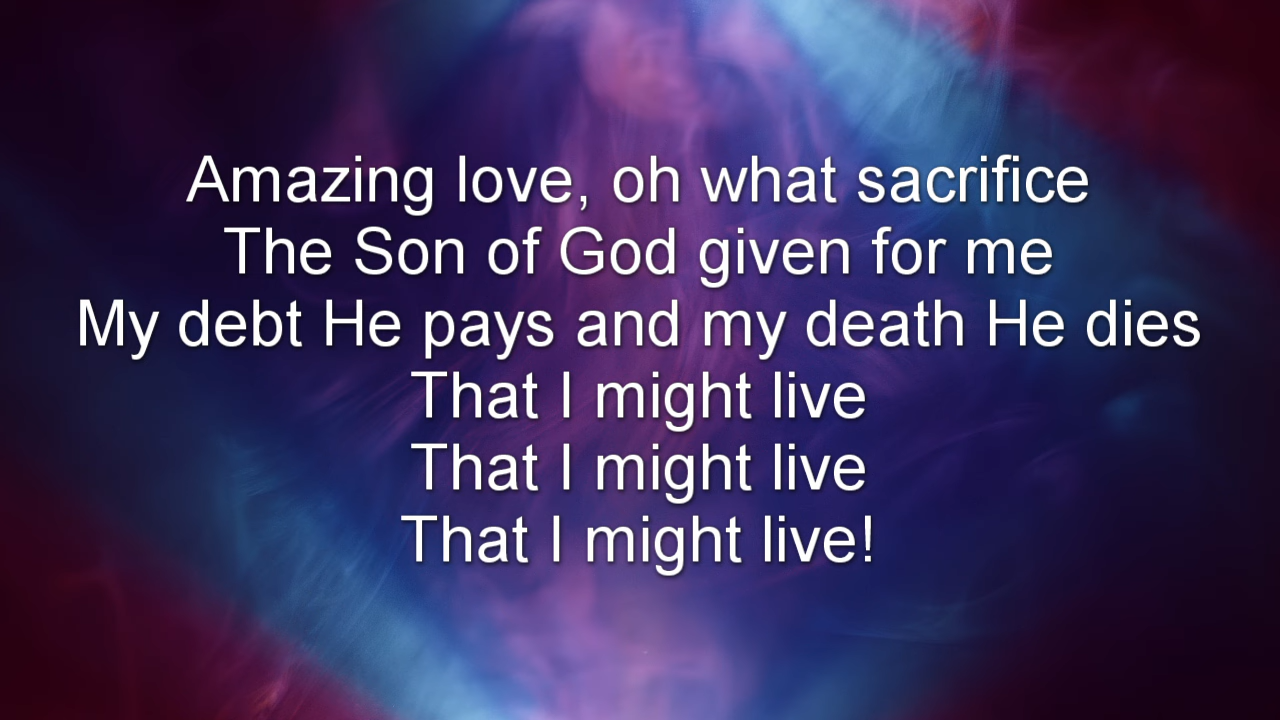 Amazing love, oh what sacrifice
The Son of God given for me
My debt He pays and my death He dies
That I might live
That I might live
That I might live!